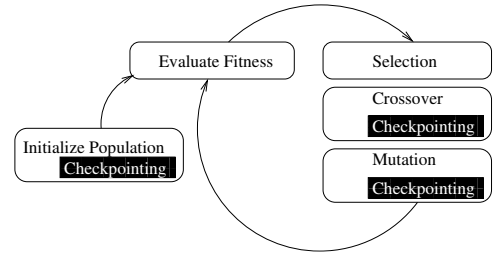 Evaluate Fitness
Selection
Crossover
Checkpointing
Initialize Population
Checkpointing
Mutation
Checkpointing